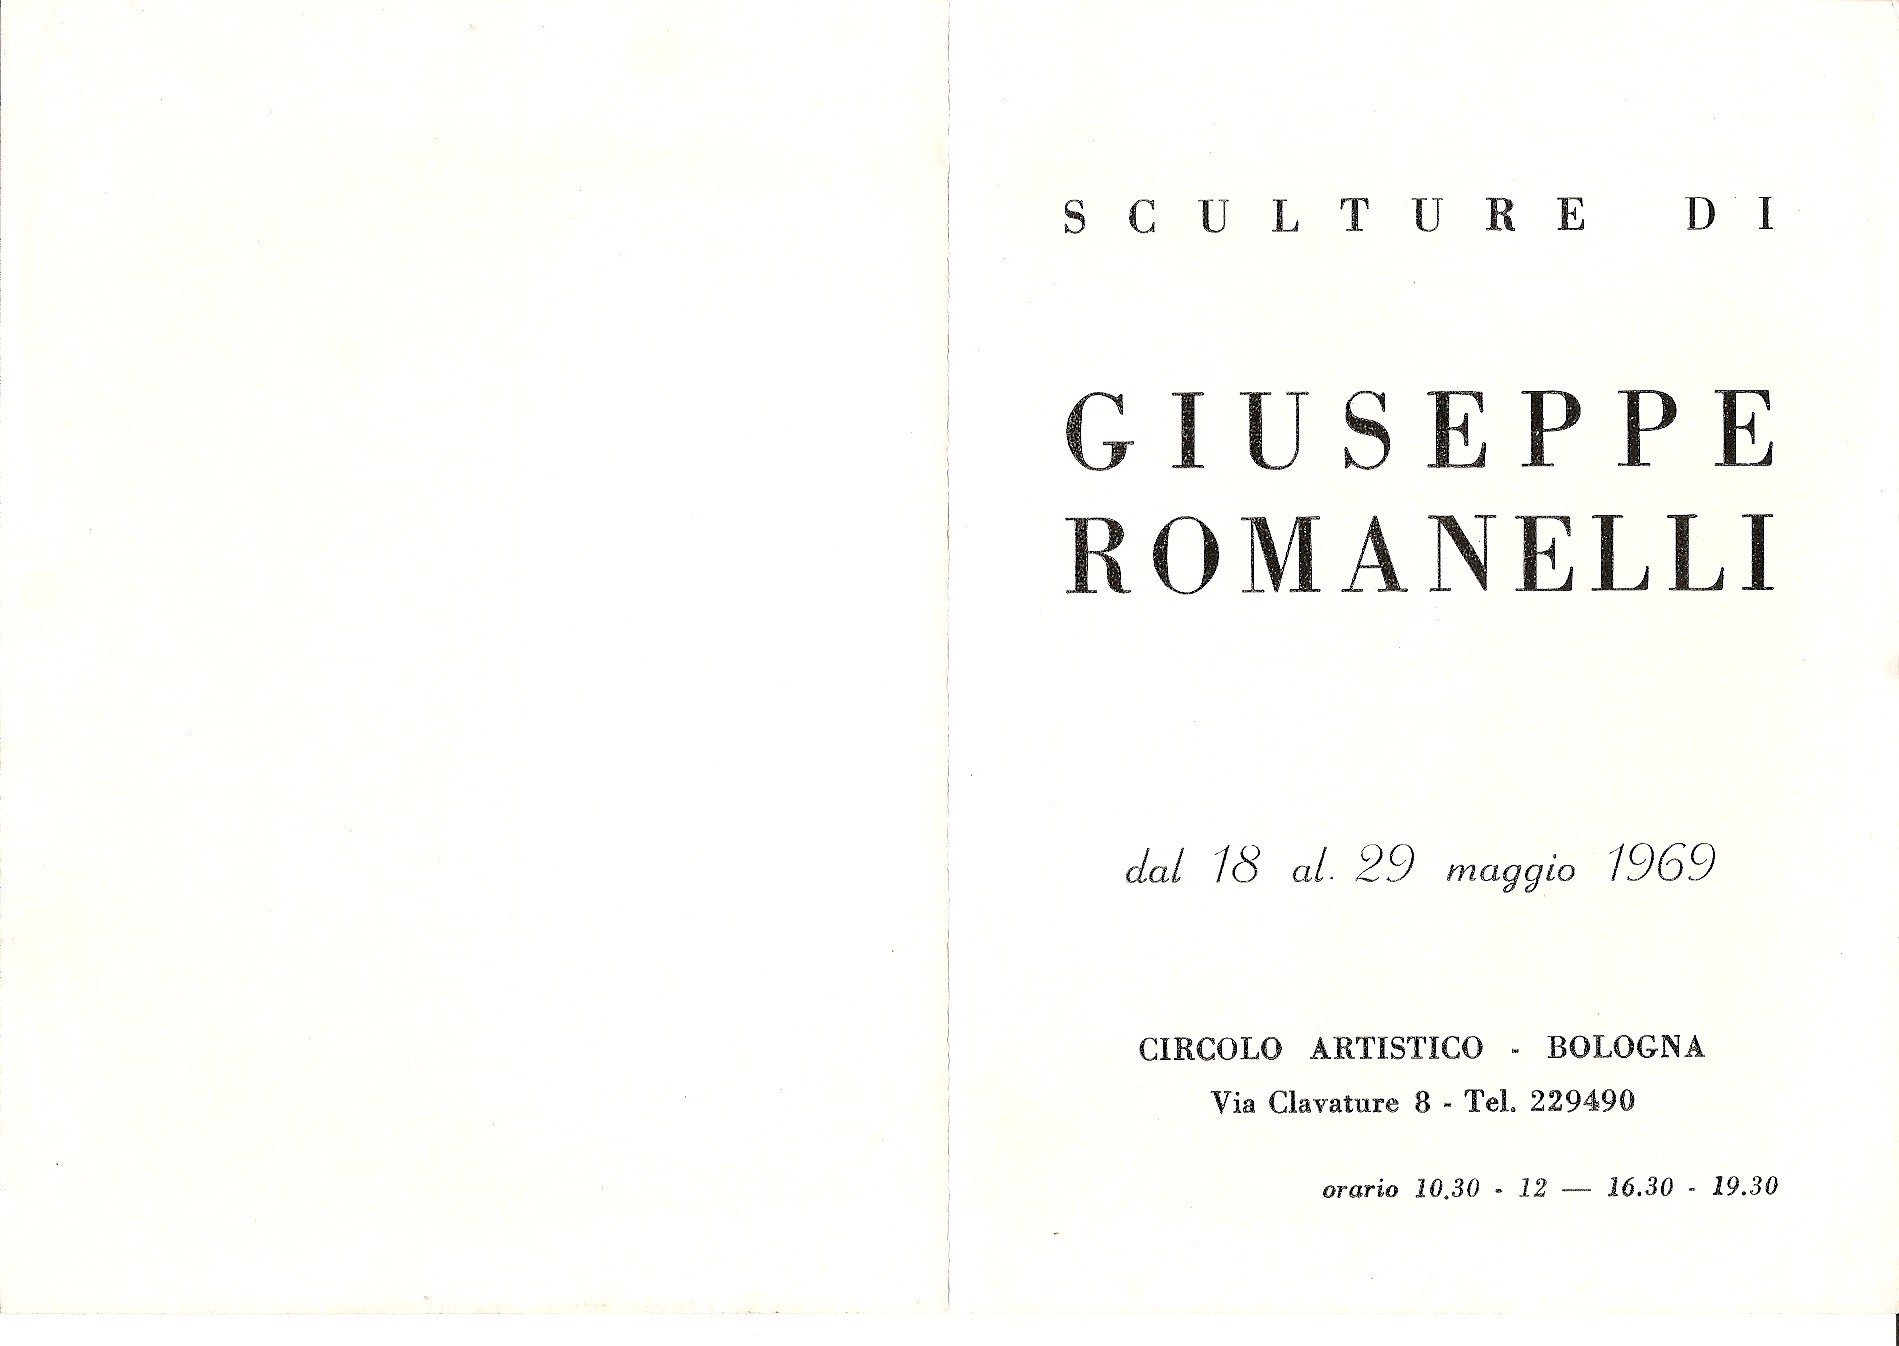 SCULTURE DI
GIUSEPPE
ROMANELLI
dal 18 al. 29 maggio 1969
CIRCOLO ARTISTICO - BOLOGNA
Via Clavature 8 - Tel. 229490
orario 10.30 - 12 — 16.30 - 19.30